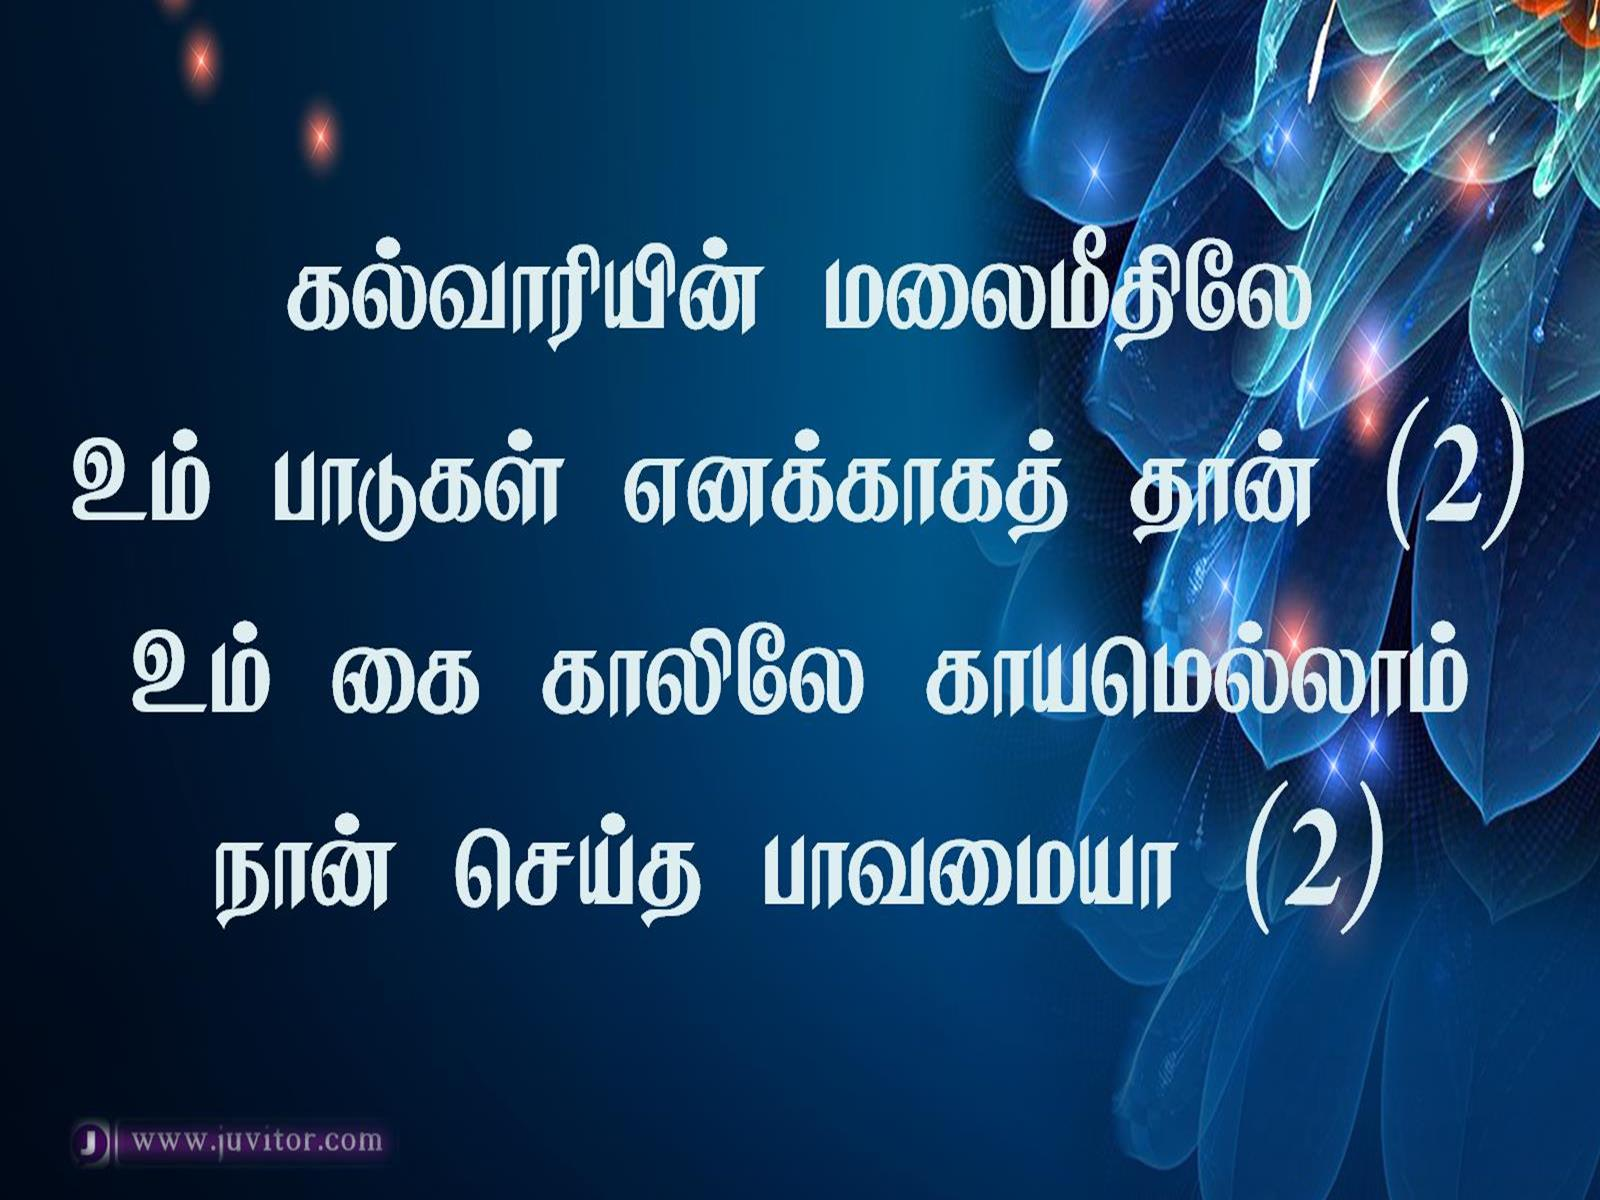 கல்வாரியின் மலைமீதிலே
உம் பாடுகள் எனக்காகத் தான் (2)
உம் கை காலிலே காயமெல்லாம்
நான் செய்த பாவமையா (2)
J www.juvitor.com